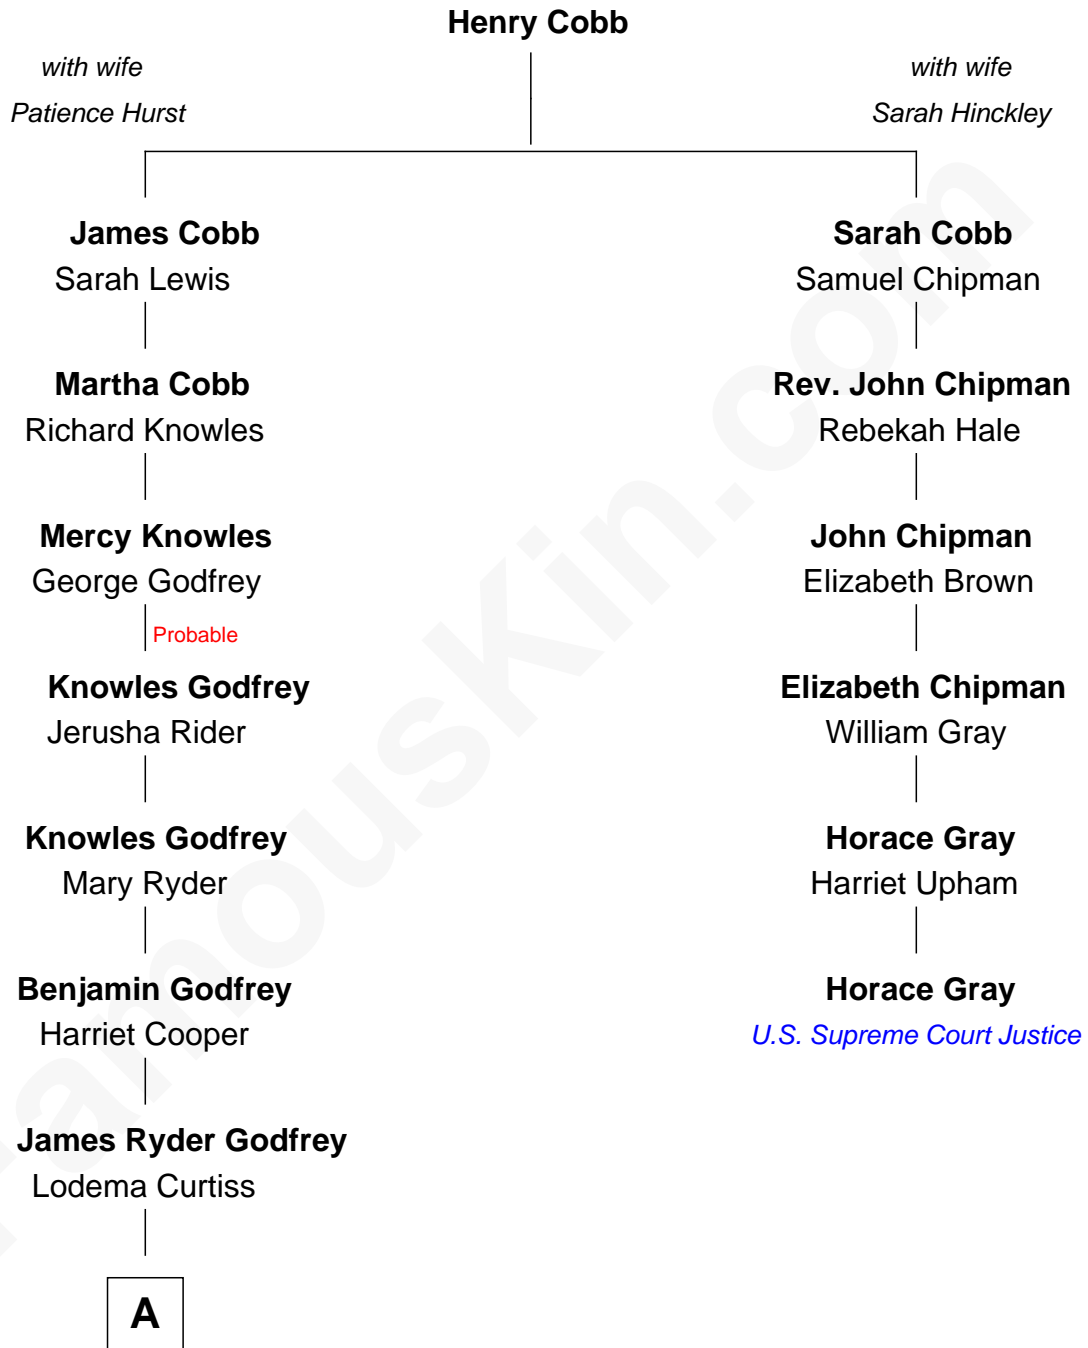 Henry Cobb
with wife
Patience Hurst
with wife
Sarah Hinckley
James Cobb
Sarah Lewis
Sarah Cobb
Samuel Chipman
Martha Cobb
Richard Knowles
Rev. John Chipman
Rebekah Hale
Mercy Knowles
George Godfrey
John Chipman
Elizabeth Brown
Probable
Knowles Godfrey
Jerusha Rider
Elizabeth Chipman
William Gray
Knowles Godfrey
Mary Ryder
Horace Gray
Harriet Upham
Benjamin Godfrey
Harriet Cooper
Horace Gray
U.S. Supreme Court Justice
James Ryder Godfrey
Lodema Curtiss
A
FamousKin.com